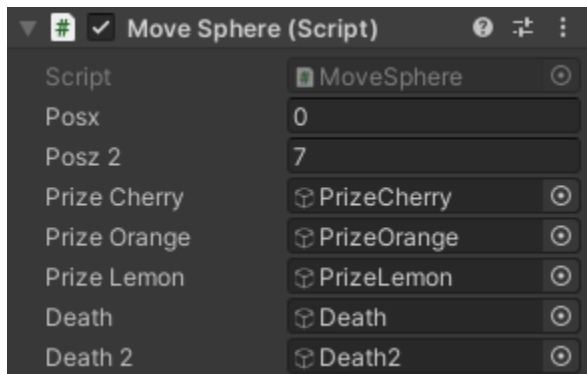 # Move Sphere (Script)
Script # MoveSphere
Posx 0
Posz 2 7
Prize Cherry PrizeCherry
Prize Orange PrizeOrange
Prize Lemon PrizeLemon
Death Death
Death 2 Death2